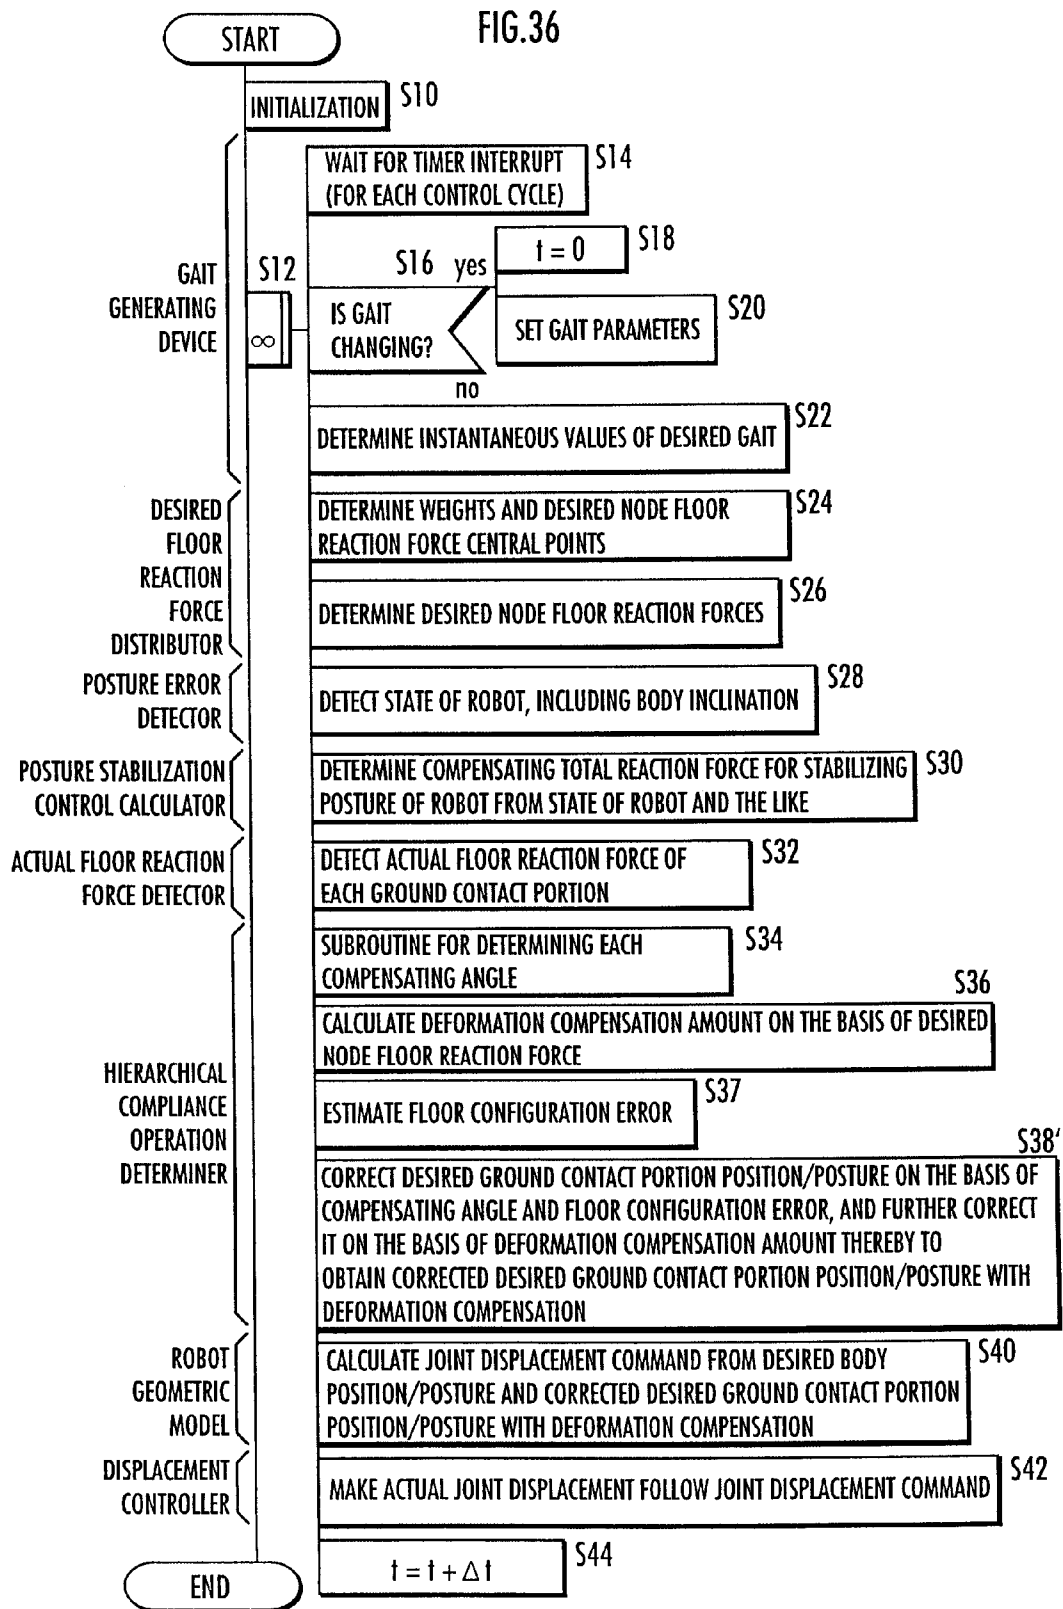 FIG.36
START
INITIALIZATION
S10
WAIT FOR TIMER INTERRUPT
(FOR EACH CONTROL CYCLE)
S14
GAIT
GENERATING
DEVICE
S12
∞
S16
yes
t = 0
S18
IS GAIT
CHANGING?
no
SET GAIT PARAMETERS
S20
DETERMINE INSTANTANEOUS VALUES OF DESIRED GAIT
S22
DESIRED
FLOOR
REACTION
FORCE
DISTRIBUTOR
DETERMINE WEIGHTS AND DESIRED NODE FLOOR
REACTION FORCE CENTRAL POINTS
S24
DETERMINE DESIRED NODE FLOOR REACTION FORCES
S26
POSTURE ERROR
DETECTOR
DETECT STATE OF ROBOT, INCLUDING BODY INCLINATION
S28
POSTURE STABILIZATION
CONTROL CALCULATOR
DETERMINE COMPENSATING TOTAL REACTION FORCE FOR STABILIZING
POSTURE OF ROBOT FROM STATE OF ROBOT AND THE LIKE
S30
ACTUAL FLOOR REACTION
FORCE DETECTOR
DETECT ACTUAL FLOOR REACTION FORCE OF
EACH GROUND CONTACT PORTION
S32
HIERARCHICAL
COMPLIANCE
OPERATION
DETERMINER
SUBROUTINE FOR DETERMINING EACH
COMPENSATING ANGLE
S34
S36
CALCULATE DEFORMATION COMPENSATION AMOUNT ON THE BASIS OF DESIRED
NODE FLOOR REACTION FORCE
ESTIMATE FLOOR CONFIGURATION ERROR
S37
S38'
CORRECT DESIRED GROUND CONTACT PORTION POSITION/POSTURE ON THE BASIS OF
COMPENSATING ANGLE AND FLOOR CONFIGURATION ERROR, AND FURTHER CORRECT
IT ON THE BASIS OF DEFORMATION COMPENSATION AMOUNT THEREBY TO
OBTAIN CORRECTED DESIRED GROUND CONTACT PORTION POSITION/POSTURE WITH
DEFORMATION COMPENSATION
ROBOT
GEOMETRIC
MODEL
CALCULATE JOINT DISPLACEMENT COMMAND FROM DESIRED BODY
POSITION/POSTURE AND CORRECTED DESIRED GROUND CONTACT PORTION
POSITION/POSTURE WITH DEFORMATION COMPENSATION
S40
DISPLACEMENT
CONTROLLER
MAKE ACTUAL JOINT DISPLACEMENT FOLLOW JOINT DISPLACEMENT COMMAND
S42
t = t + Δt
S44
END